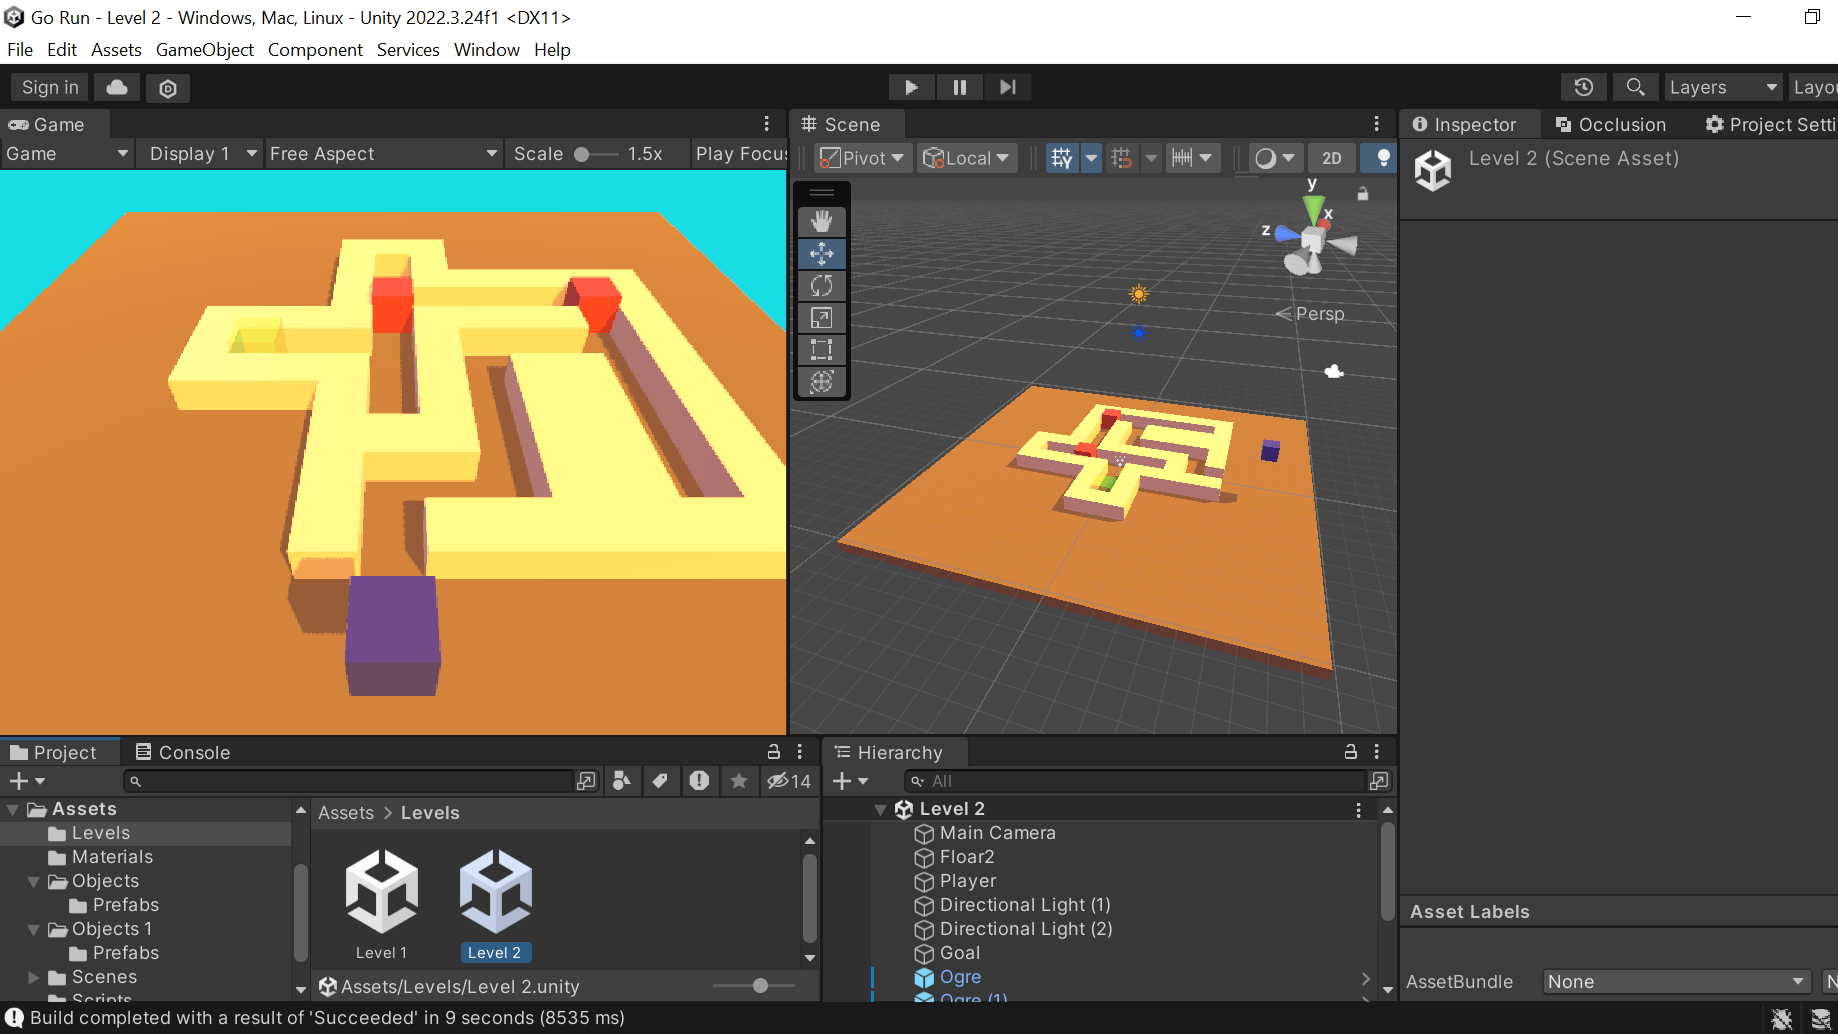 Go Run - Level 2 - Windows, Mac, Linux - Unity 2022.3.24f1 <DX11>
File Edit Assets GameObject Component Services Window Help
Sign in
Layers
Game
Scene
Inspector
Occlusion
Game
Display 1
Free Aspect
Scale
1.5x
Pivot
Local
2D
Level 2 (Scene Asset)
y
x
z
Persp
Project
Console
Hierarchy
14
All
Assets
Levels
Materials
Objects
Prefabs
Objects 1
Prefabs
Scenes
Scripts
Assets > Levels
Level 1
Level 2
Assets/Levels/Level 2.unity
Level 2
Main Camera
Floar2
Player
Directional Light (1)
Directional Light (2)
Goal
Ogre
Ogre (1)
Asset Labels
AssetBundle
None
Build completed with a result of 'Succeeded' in 9 seconds (8535 ms)